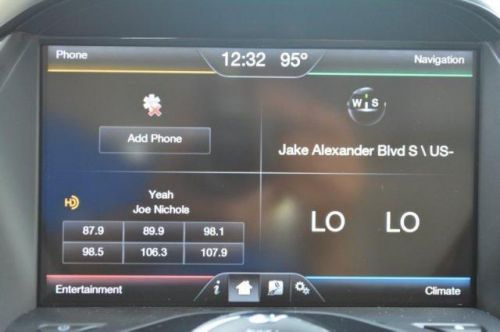 Phone
12:32 95°
Navigation
W S
Add Phone
Jake Alexander Blvd S \ US-
HD
Yeah
Joe Nichols
87.9 89.9 98.1
98.5 106.3 107.9
LO LO
Entertainment
i
Climate